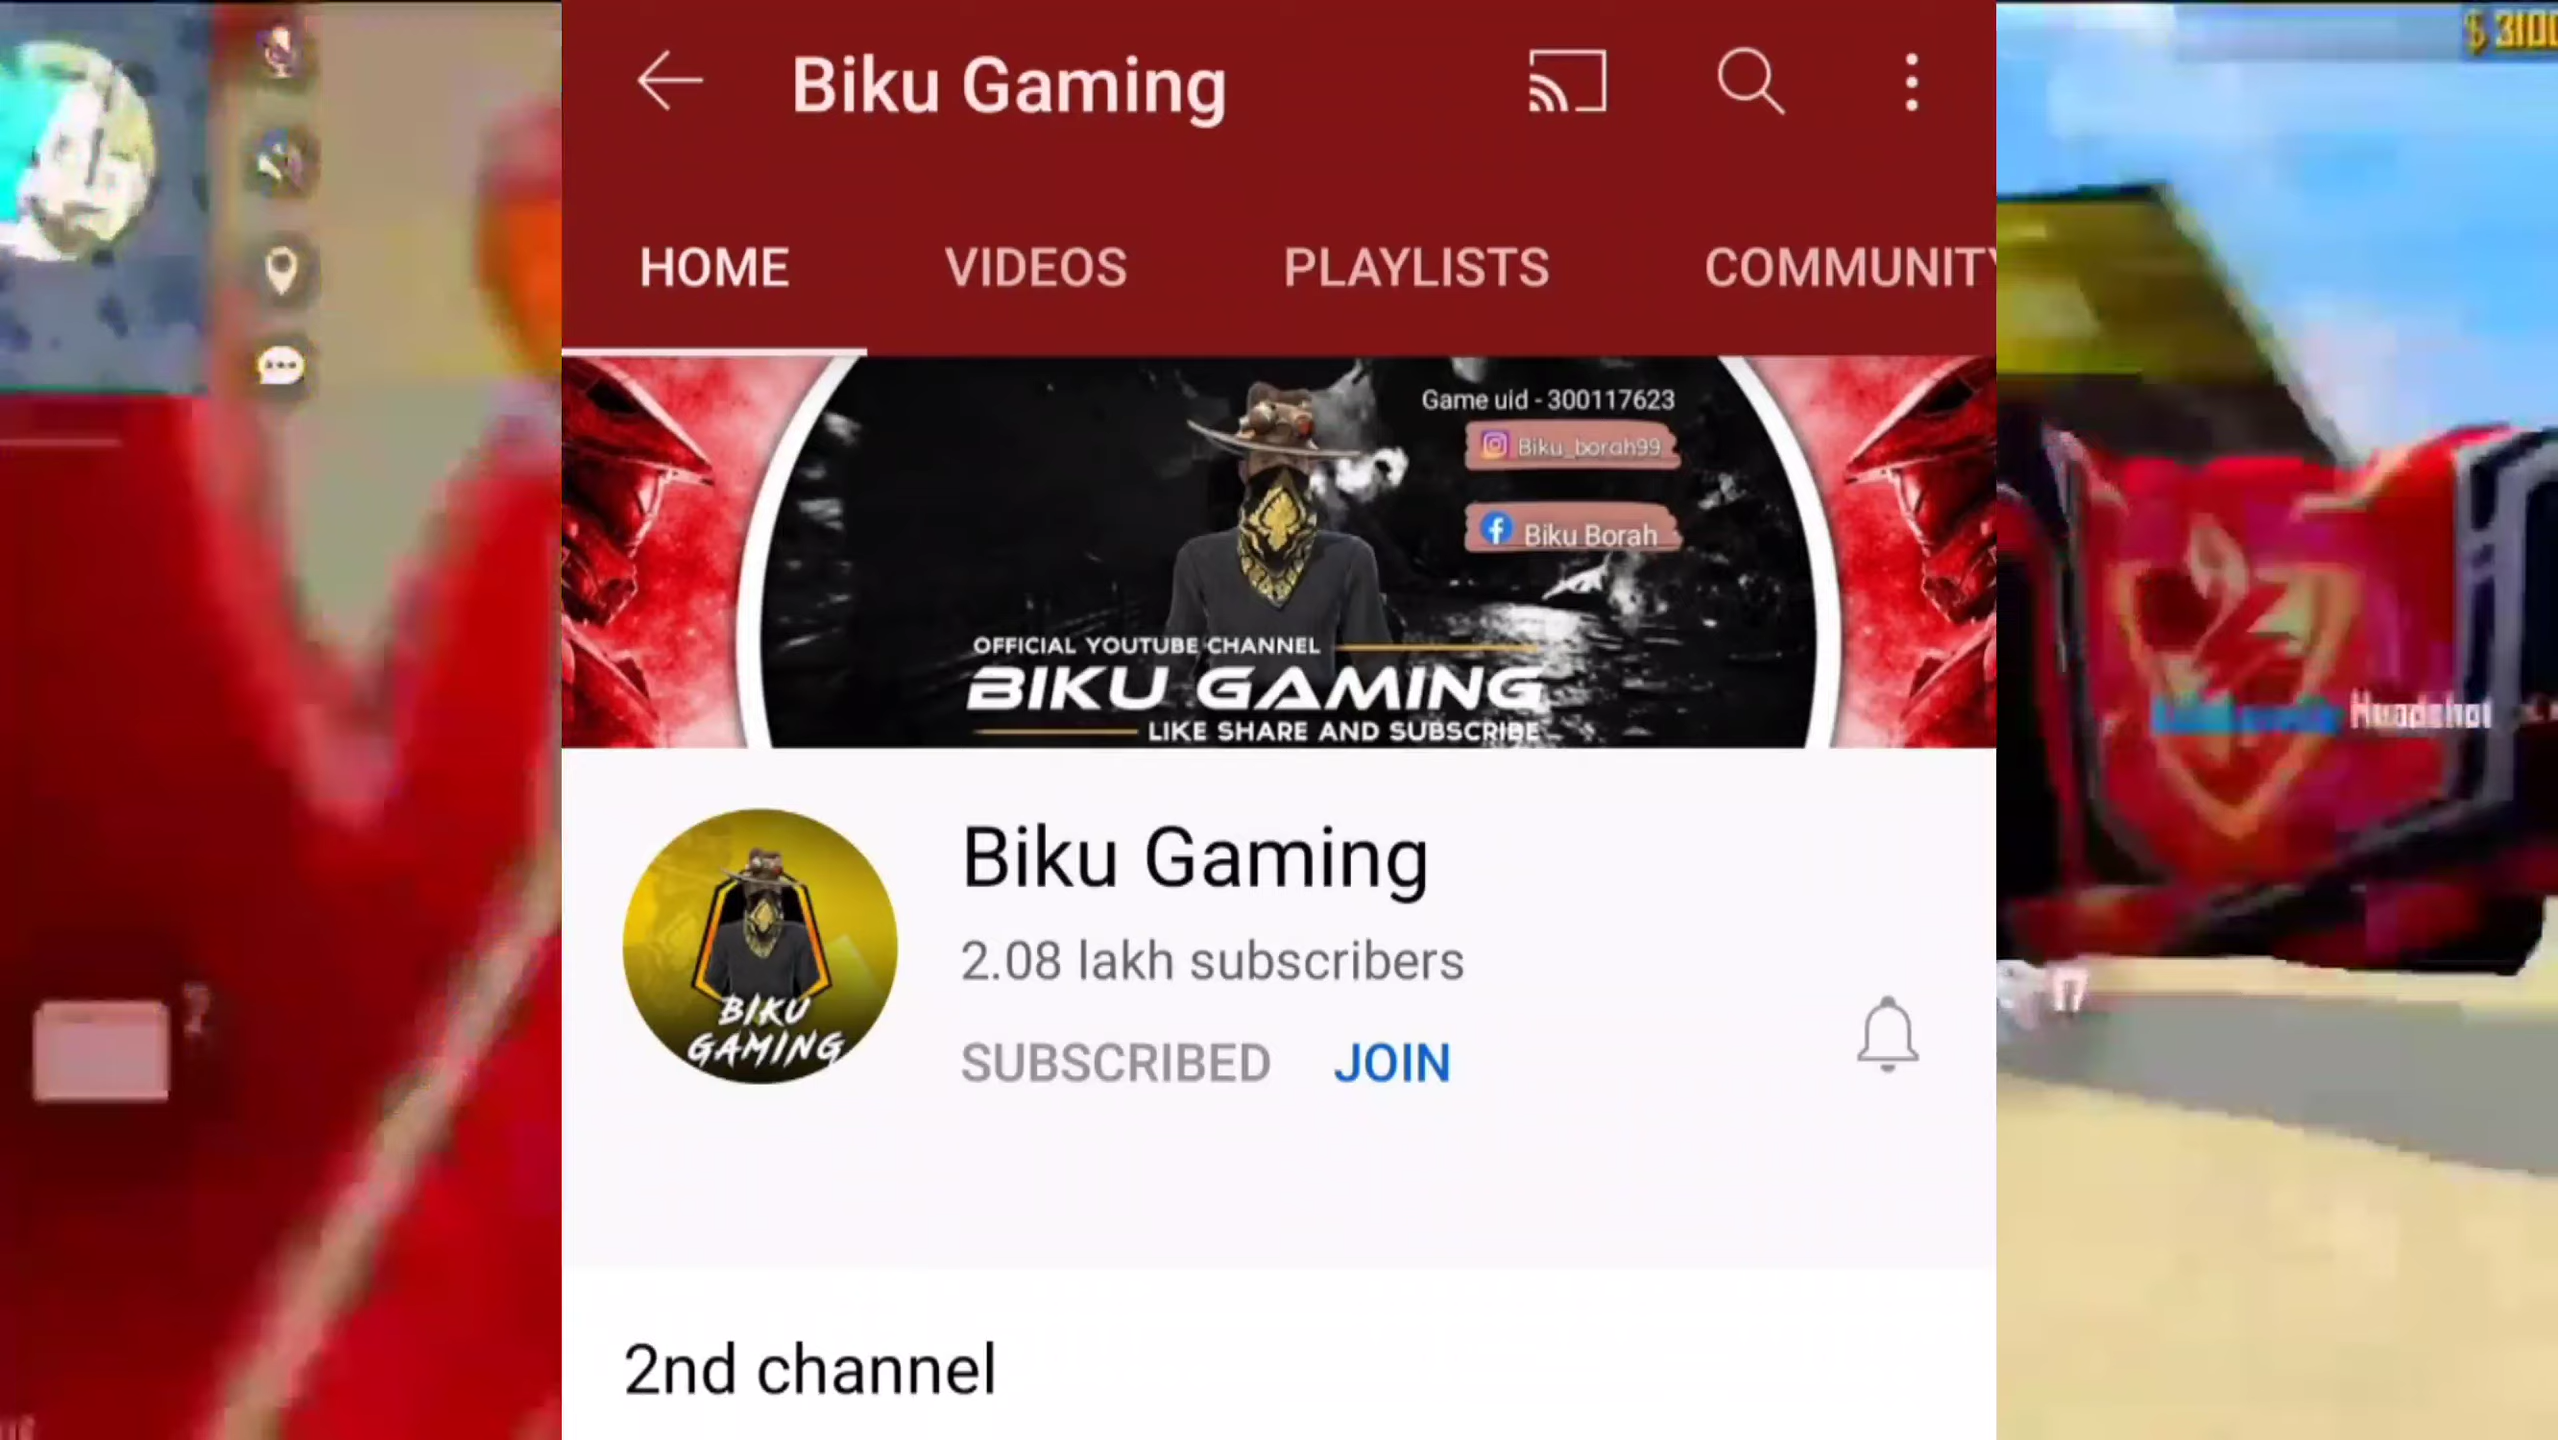 Biku Gaming
HOME VIDEOS PLAYLISTS COMMUNITY
Game uid - 300117623
Biku_borah99
Biku Borah
OFFICIAL YOUTUBE CHANNEL
BIKU GAMING
LIKE SHARE AND SUBSCRIBE
Biku Gaming
2.08 lakh subscribers
SUBSCRIBED JOIN
BIKU
GAMING
2nd channel
$ 3100
Headshot